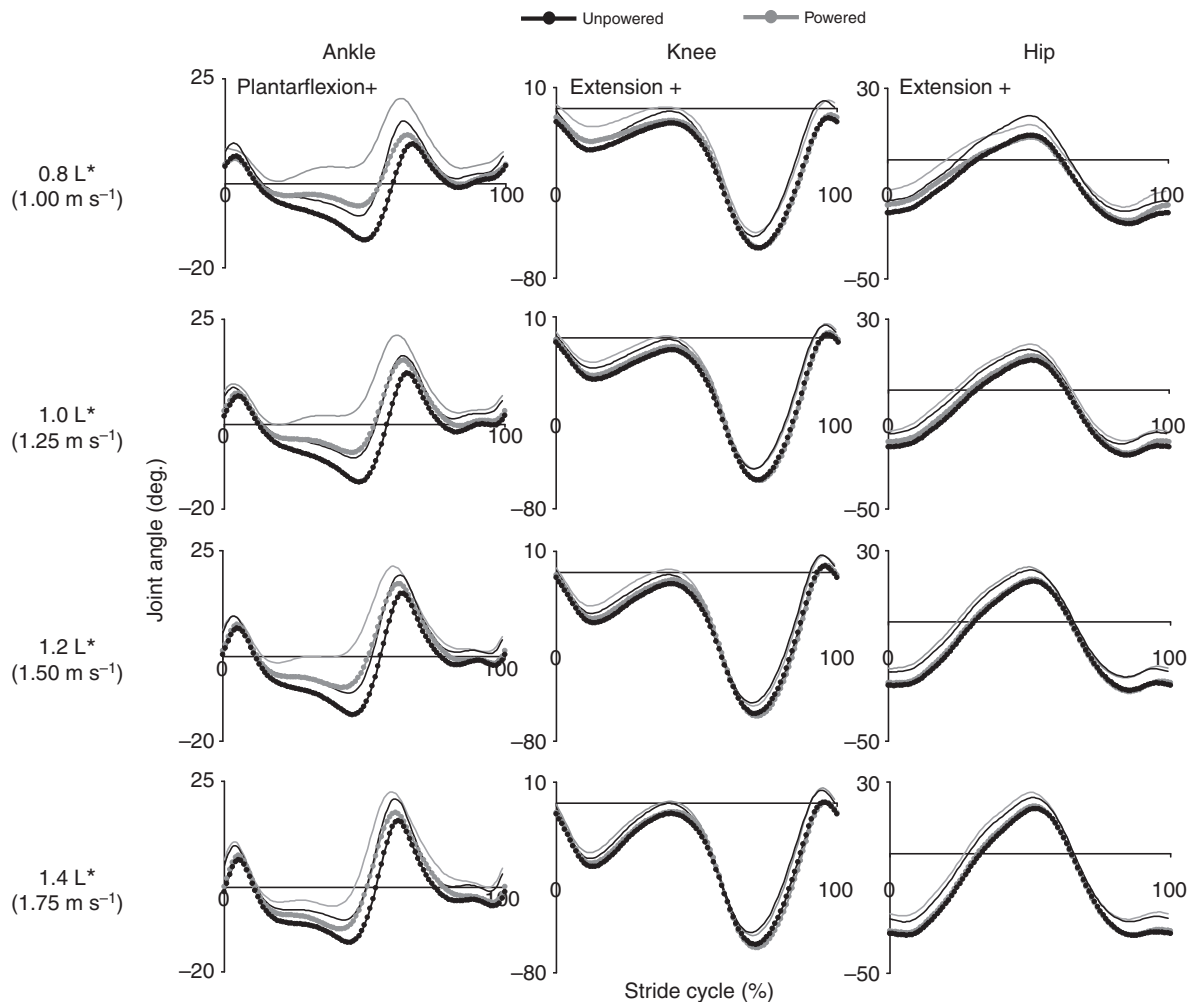 Unpowered Powered
Ankle Knee Hip
25 Plantarflexion+ 10 Extension + 30 Extension +
0.8 L*
(1.00 m s−1)
0 100 0 100 0 100
−20 −80 −50
25 10 30
1.0 L*
(1.25 m s−1)
0 100 0 100 0 100
−20 −80 −50
Joint angle (deg.)
25 10 30
1.2 L*
(1.50 m s−1)
0 100 0 100 0 100
−20 −80 −50
25 10 30
1.4 L*
(1.75 m s−1)
0 100 0 100 0 100
−20 −80 −50
Stride cycle (%)